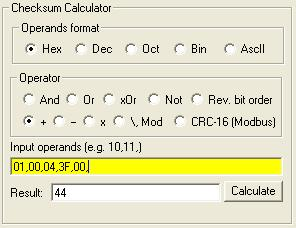 Checksum Calculator
Operands format
Hex Dec Oct Bin AscII
Operator
And Or xOr Not Rev. bit order
+ − x \, Mod CRC-16 (Modbus)
Input operands (e.g. 10,11,)
01,00,04,3F,00,
Result: 44 Calculate